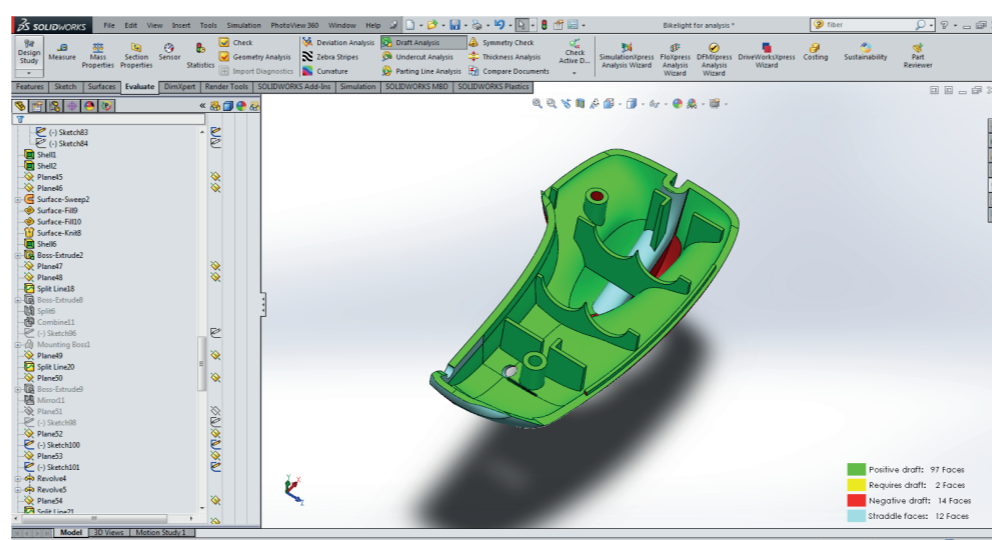 SOLIDWORKS File Edit View Insert Tools Simulation PhotoView 360 Window Help Bikelight for analysis * fiber
Design Study Measure Mass Properties Section Properties Sensor Statistics Check Geometry Analysis Import Diagnostics Deviation Analysis Zebra Stripes Curvature Draft Analysis Undercut Analysis Parting Line Analysis Symmetry Check Thickness Analysis Compare Documents Check Active D... SimulationXpress Analysis Wizard FloXpress Analysis Wizard DFMXpress Analysis Wizard DriveWorksXpress Wizard Costing Sustainability Part Reviewer
Features Sketch Surfaces Evaluate DimXpert Render Tools SOLIDWORKS Add-Ins Simulation SOLIDWORKS MBD SOLIDWORKS Plastics
(-) Sketch83
(-) Sketch84
Shell1
Shell2
Plane45
Plane46
Surface-Sweep2
Surface-Fill9
Surface-Fill10
Surface-Knit8
Shell6
Boss-Extrude2
Plane47
Plane48
Split Line18
Boss-Extrude8
Split6
Combine11
(-) Sketch96
Mounting Boss1
Plane49
Split Line20
Plane50
Boss-Extrude9
Mirror11
Plane51
(-) Sketch98
Plane52
(-) Sketch100
Plane53
(-) Sketch101
Revolve4
Revolve5
Plane54
Split Line21
Positive draft: 97 Faces
Requires draft: 2 Faces
Negative draft: 14 Faces
Straddle faces: 12 Faces
Model 3D Views Motion Study 1